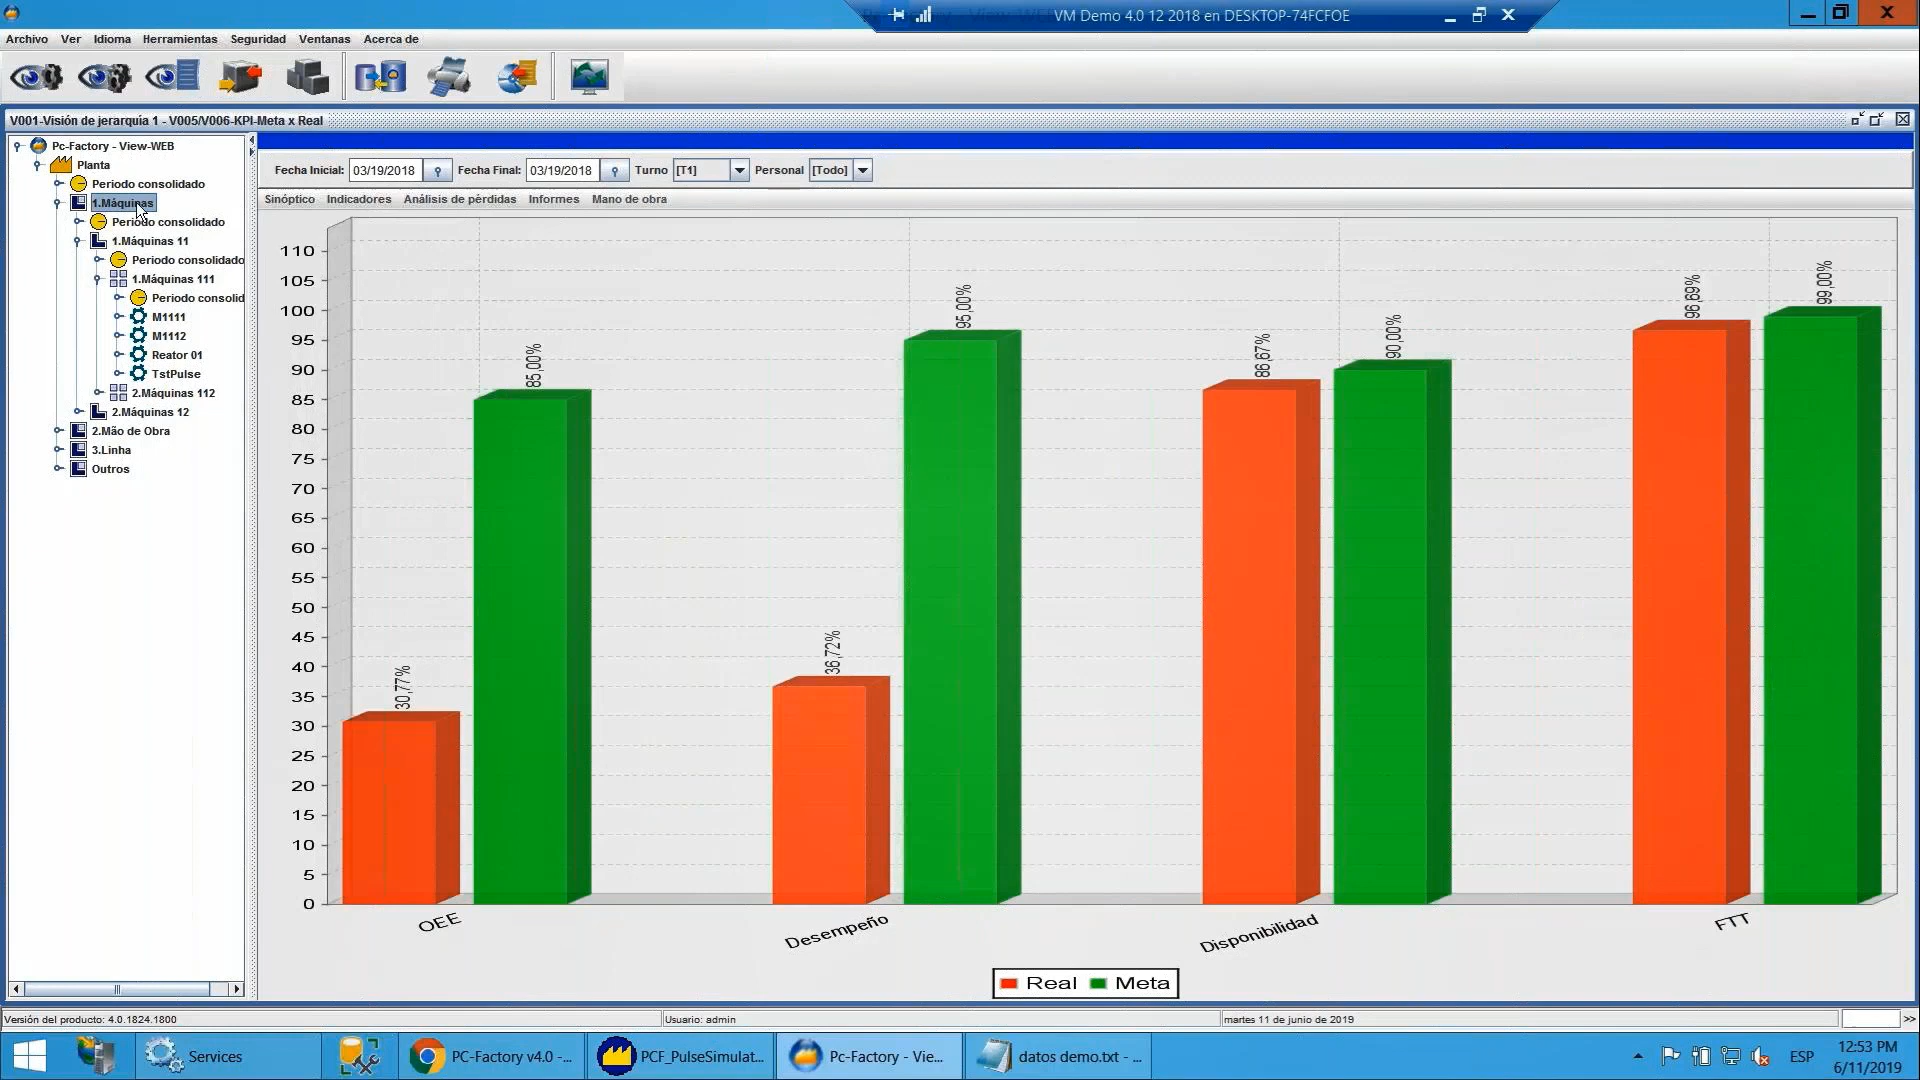 VM Demo 4.0 12 2018 en DESKTOP-74FCFOE
Archivo Ver Idioma Herramientas Seguridad Ventanas Acerca de
V001-Visión de jerarquía 1 - V005/V006-KPI-Meta x Real
Pc-Factory - View-WEB
Planta
Periodo consolidado
1.Máquinas
Periodo consolidado
1.Máquinas 11
Periodo consolidado
1.Máquinas 111
Periodo consolid
M1111
M1112
Reator 01
TstPulse
2.Máquinas 112
2.Máquinas 12
2.Mão de Obra
3.Linha
Outros
Fecha Inicial: 03/19/2018 Fecha Final: 03/19/2018 Turno [T1] Personal [Todo]
Sinóptico Indicadores Análisis de pérdidas Informes Mano de obra
110
105
100
95
90
85
80
75
70
65
60
55
50
45
40
35
30
25
20
15
10
5
0
30,77%
85,00%
36,72%
95,00%
86,67%
90,00%
96,69%
99,00%
OEE Desempeño Disponibilidad FTT
Real Meta
Versión del producto: 4.0.1824.1800 Usuario: admin martes 11 de junio de 2019 >>
Services PC-Factory v4.0 -... PCF_PulseSimulat... Pc-Factory - Vie... datos demo.txt - ... ESP 12:53 PM
6/11/2019